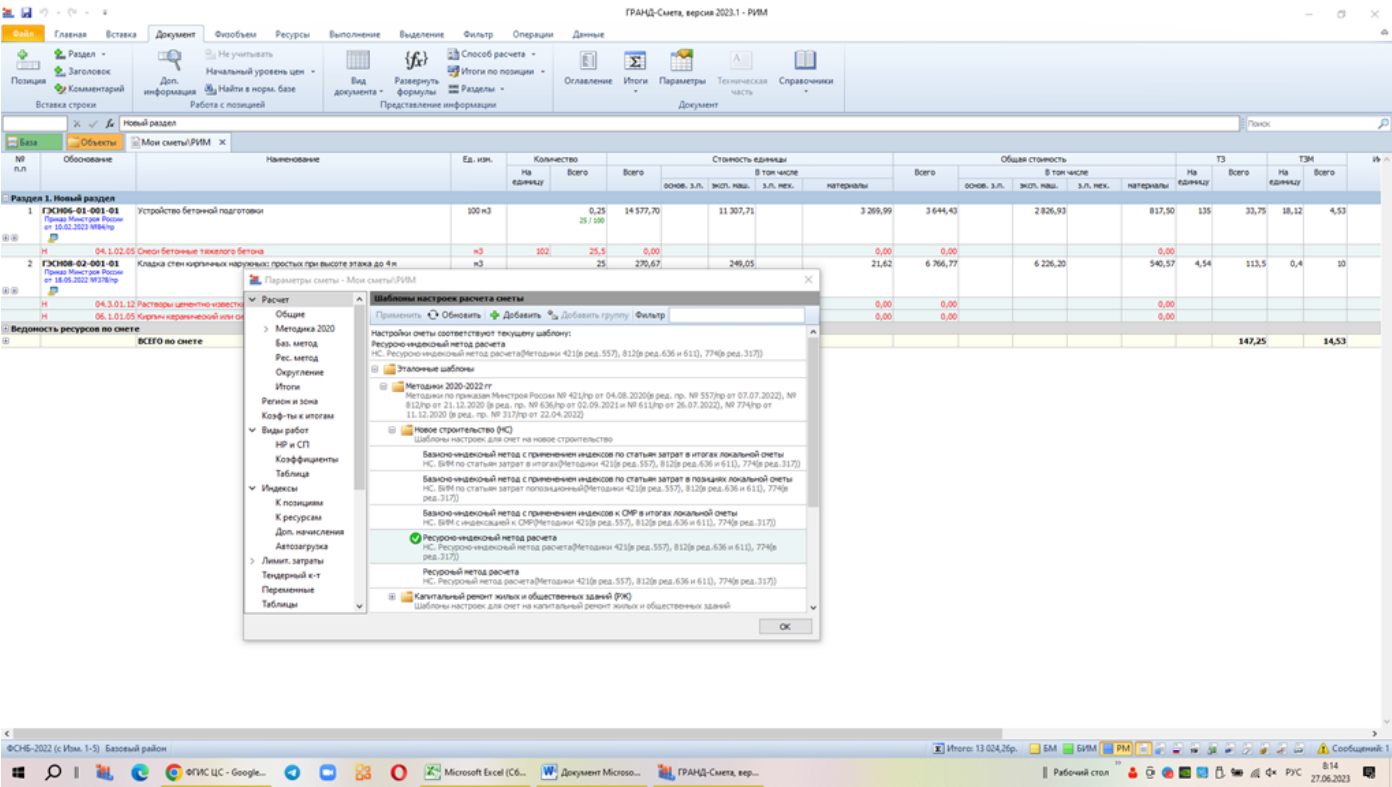 ГРАНД-Смета, версия 2023.1 - РИМ
Файл Главная Вставка Документ Физобъем Ресурсы Выполнение Выделение Фильтр Операции Данные
Позиция
Раздел
Заголовок
Комментарий
Вставка строки
Доп. информация
Не учитывать
Начальный уровень цен
Найти в норм. базе
Работа с позицией
Вид документа
Развернуть формулы
Способ расчета
Итоги по позиции
Разделы
Представление информации
Оглавление Итоги Параметры Техническая часть Справочники
Документ
fx Новый раздел
Поиск
База Объекты Мои сметы\РИМ
№ п.п Обоснование Наименование Ед. изм. Количество Стоимость единицы Общая стоимость ТЗ ТЗМ
На единицу Всего Всего В том числе Всего В том числе На единицу Всего На единицу Всего
основ. з.п. эксп. маш. з.п. мех. материалы основ. з.п. эксп. маш. з.п. мех. материалы
Раздел 1. Новый раздел
1 ГЭСН06-01-001-01 Устройство бетонной подготовки 100 м3 0,25 14 577,70 11 307,71 3 269,99 3 644,43 2 826,93 817,50 135 33,75 18,12 4,53
Приказ Минстроя России 25 / 100
от 10.02.2023 №84/пр
Н 04.1.02.05 Смеси бетонные тяжелого бетона м3 102 25,5 0,00 0,00 0,00 0,00
2 ГЭСН08-02-001-01 Кладка стен кирпичных наружных: простых при высоте этажа до 4 м м3 25 270,67 249,05 21,62 6 766,77 6 226,20 540,57 4,54 113,5 0,4 10
Приказ Минстроя России
от 18.05.2022 №378/пр
Н 04.3.01.12 Растворы цементно-известко 0,00 0,00 0,00
Н 06.1.01.05 Кирпич керамический или си 0,00 0,00 0,00
Ведомость ресурсов по смете
ВСЕГО по смете 147,25 14,53
Параметры сметы - Мои сметы\РИМ
Расчет
Общие
Методика 2020
Баз. метод
Рес. метод
Округление
Итоги
Регион и зона
Коэф-ты к итогам
Виды работ
НР и СП
Коэффициенты
Таблица
Индексы
К позициям
К ресурсам
Доп. начисления
Автозагрузка
Лимит. затраты
Тендерный к-т
Переменные
Таблицы
Шаблоны настроек расчета сметы
Применить Обновить Добавить Добавить группу Фильтр
Настройки сметы соответствуют текущему шаблону:
Ресурсно-индексный метод расчета
НС. Ресурсно-индексный метод расчета(Методики 421(в ред.557), 812(в ред.636 и 611), 774(в ред.317))
Эталонные шаблоны
Методики 2020-2022 гг
Методики по приказам Минстроя России № 421/пр от 04.08.2020(в ред. пр. № 557/пр от 07.07.2022), №
812/пр от 21.12.2020 (в ред. пр. № 636/пр от 02.09.2021 и № 611/пр от 26.07.2022), № 774/пр от
11.12.2020 (в ред. пр. № 317/пр от 22.04.2022)
Новое строительство (НС)
Шаблоны настроек для смет на новое строительство
Базисно-индексный метод с применением индексов по статьям затрат в итогах локальной сметы
НС. БИМ по статьям затрат в итогах(Методики 421(в ред.557), 812(в ред.636 и 611), 774(в ред.317))
Базисно-индексный метод с применением индексов по статьям затрат в позициях локальной сметы
НС. БИМ по статьям затрат попозиционный(Методики 421(в ред.557), 812(в ред.636 и 611), 774(в
ред.317))
Базисно-индексный метод с применением индексов к СМР в итогах локальной сметы
НС. БИМ с индексацией к СМР(Методики 421(в ред.557), 812(в ред.636 и 611), 774(в ред.317))
Ресурсно-индексный метод расчета
НС. Ресурсно-индексный метод расчета(Методики 421(в ред.557), 812(в ред.636 и 611), 774(в
ред.317))
Ресурсный метод расчета
НС. Ресурсный метод расчета(Методики 421(в ред.557), 812(в ред.636 и 611), 774(в ред.317))
Капитальный ремонт жилых и общественных зданий (РЖ)
Шаблоны настроек для смет на капитальный ремонт жилых и общественных зданий
OK
ФСНБ-2022 (с Изм. 1-5) Базовый район
Итого: 13 024,26р. БМ БИМ РМ Сообщений: 1
ФГИС ЦС - Google... Microsoft Excel (Сб... Документ Microso... ГРАНД-Смета, вер...
Рабочий стол РУС 8:14
27.06.2023